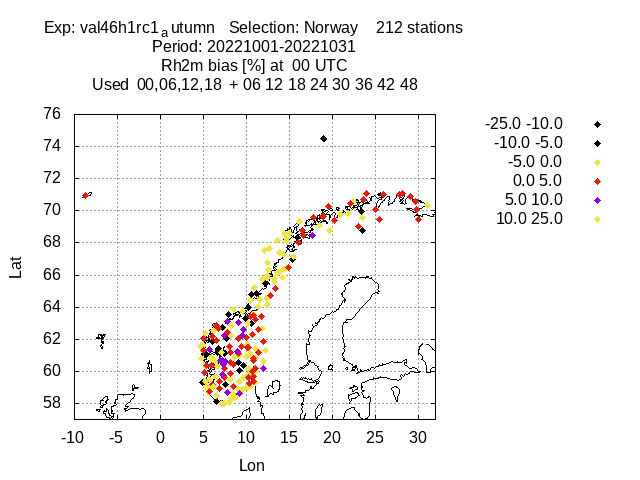 Exp: val46h1rc1_autumn Selection: Norway 212 stations
Period: 20221001-20221031
Rh2m bias [%] at 00 UTC
Used 00,06,12,18 + 06 12 18 24 30 36 42 48
76
74
72
70
68
66
64
62
60
58
-10 -5 0 5 10 15 20 25 30
Lat
Lon
-25.0 -10.0
-10.0 -5.0
-5.0 0.0
0.0 5.0
5.0 10.0
10.0 25.0